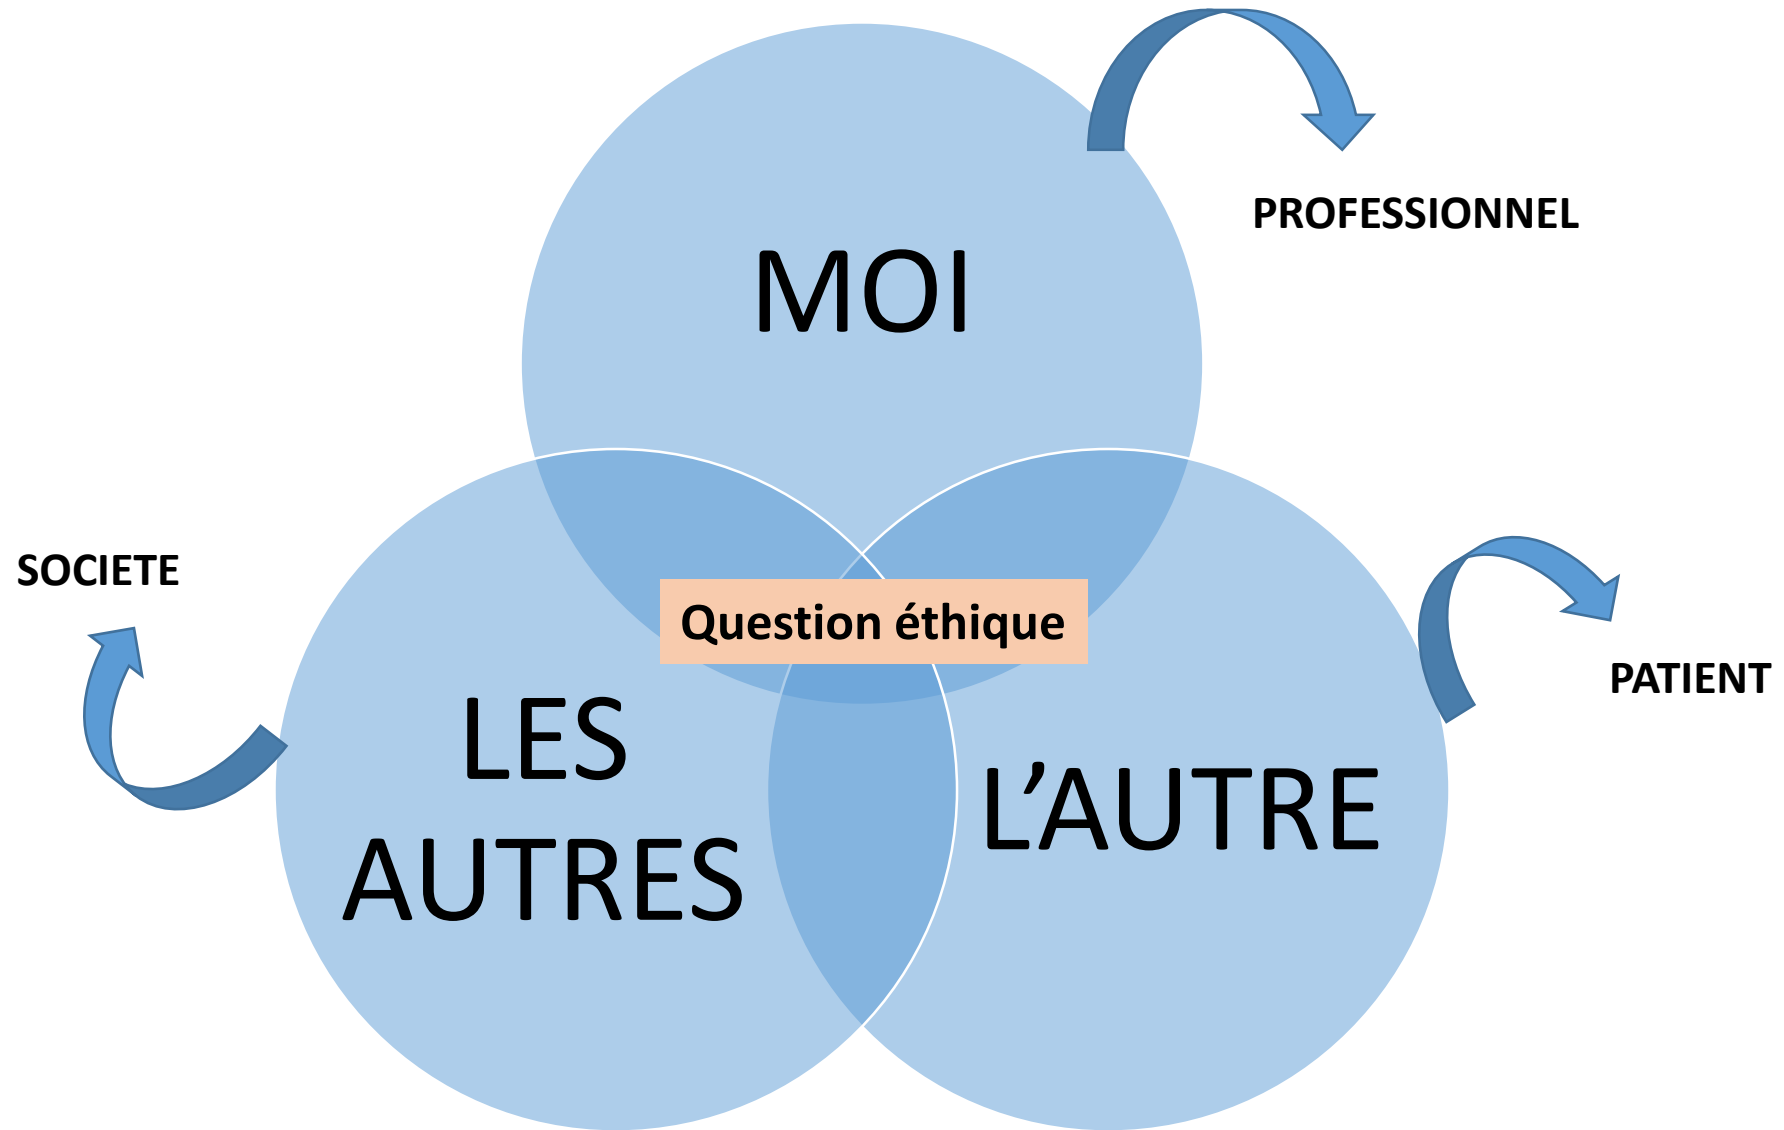 MOI
PROFESSIONNEL
SOCIETE
Question éthique
PATIENT
LES
AUTRES
L’AUTRE